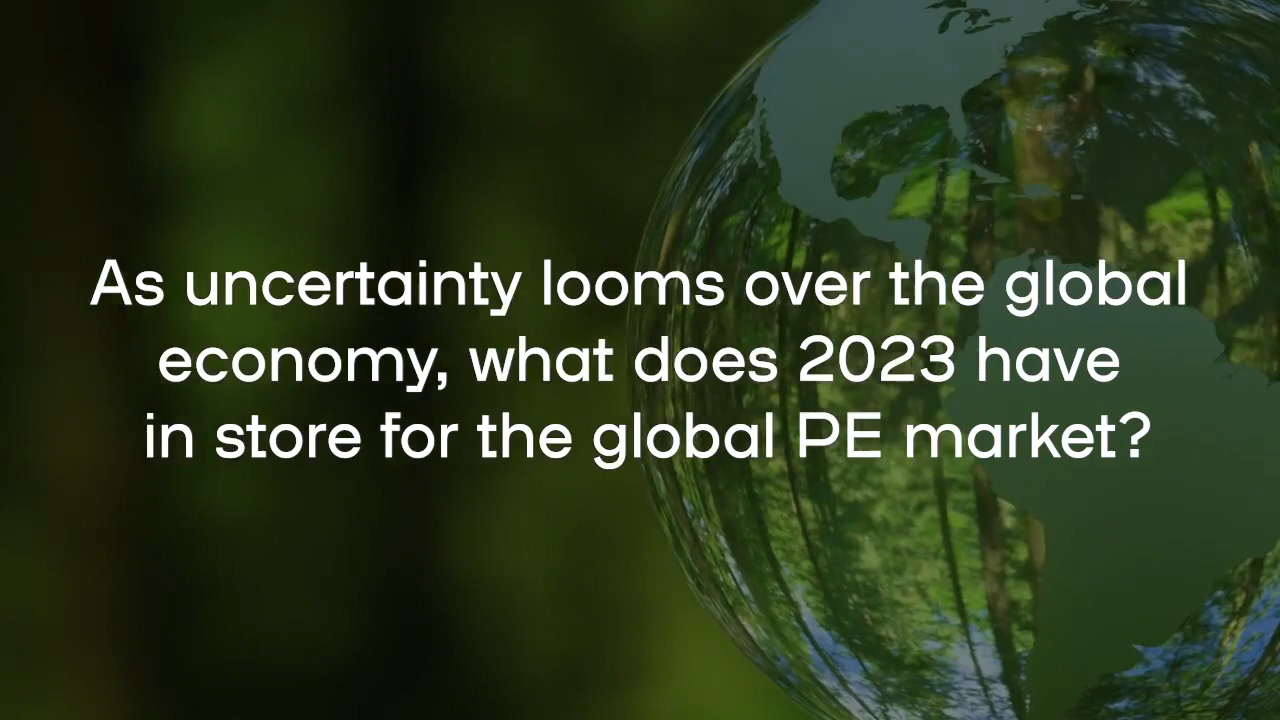 As uncertainty looms over the global
economy, what does 2023 have
in store for the global PE market?